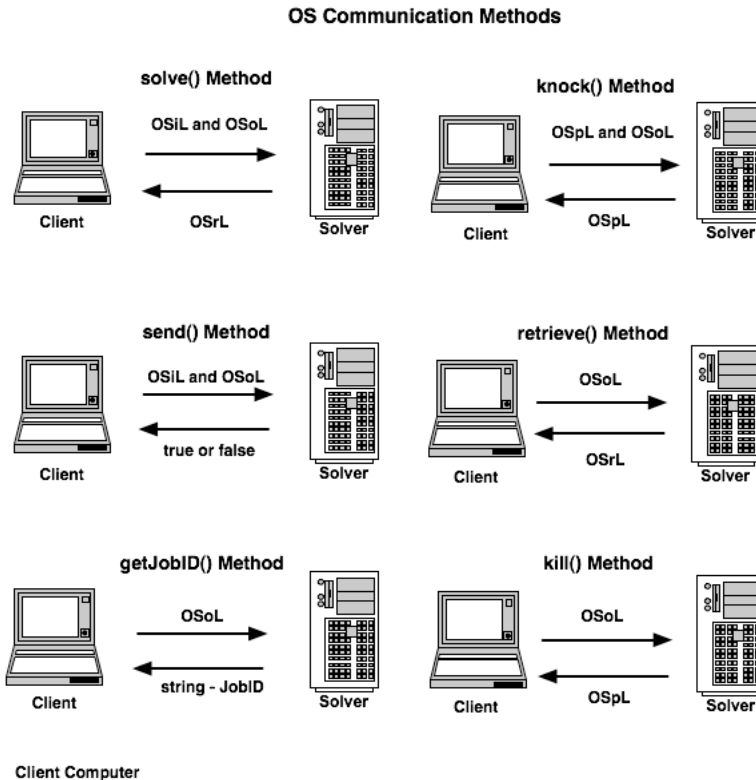 OS Communication Methods
solve() Method
OSiL and OSoL
OSrL
Client
Solver
knock() Method
OSpL and OSoL
OSpL
Client
Solver
send() Method
OSiL and OSoL
true or false
Client
Solver
retrieve() Method
OSoL
OSrL
Client
Solver
getJobID() Method
OSoL
string - JobID
Client
Solver
kill() Method
OSoL
OSpL
Client
Solver
Client Computer